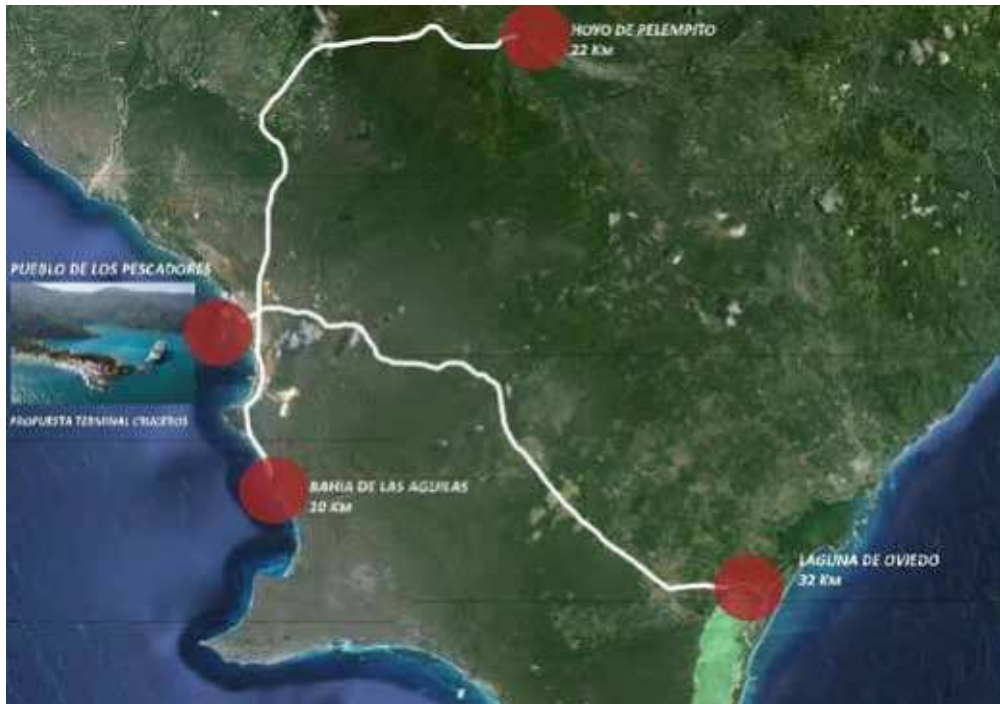 HOYO DE PELEMPITO
22 KM
PUEBLO DE LOS PESCADORES
PROPUESTA TERMINAL CRUCEROS
BAHIA DE LAS AGUILAS
10 KM
LAGUNA DE OVIEDO
32 KM